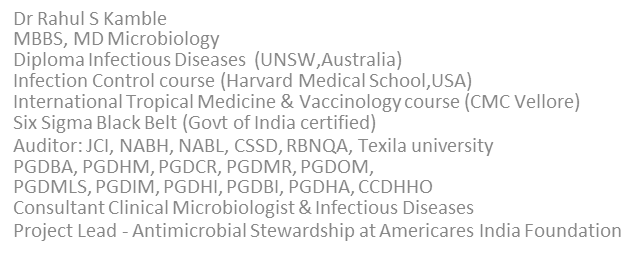 Dr Rahul S Kamble
MBBS, MD Microbiology
Diploma Infectious Diseases (UNSW,Australia)
Infection Control course (Harvard Medical School,USA)
International Tropical Medicine & Vaccinology course (CMC Vellore)
Six Sigma Black Belt (Govt of India certified)
Auditor: JCI, NABH, NABL, CSSD, RBNQA, Texila university
PGDBA, PGDHM, PGDCR, PGDMR, PGDOM,
PGDMLS, PGDIM, PGDHI, PGDBI, PGDHA, CCDHHO
Consultant Clinical Microbiologist & Infectious Diseases
Project Lead - Antimicrobial Stewardship at Americares India Foundation